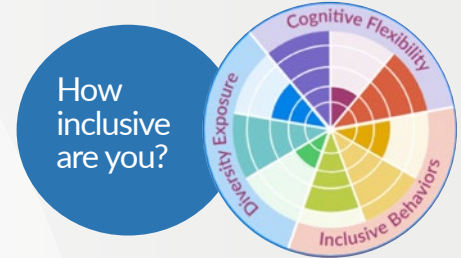 How
inclusive
are you?
Cognitive Flexibility
Diversity Exposure
Inclusive Behaviors